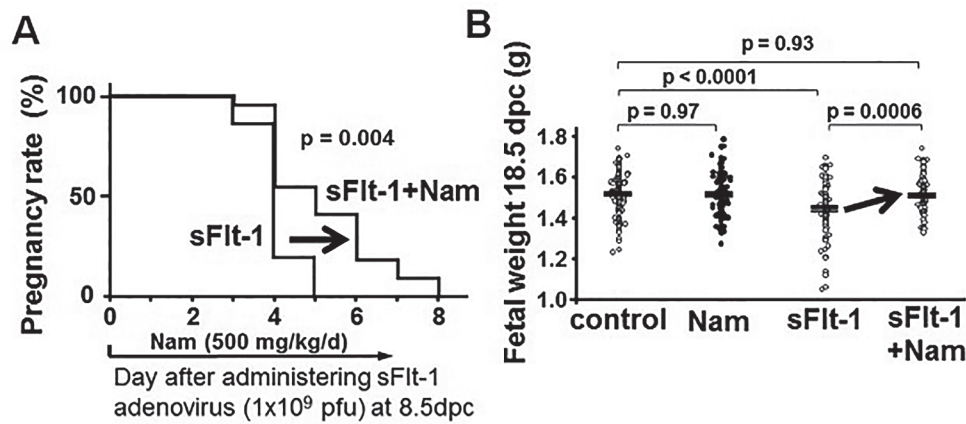 A
Pregnancy rate (%)
100
50
0
p = 0.004
sFlt-1+Nam
sFlt-1
0 2 4 6 8
Nam (500 mg/kg/d)
Day after administering sFlt-1
adenovirus (1x10⁹ pfu) at 8.5dpc
B
Fetal weight 18.5 dpc (g)
p = 0.93
p < 0.0001
p = 0.97
p = 0.0006
1.8
1.6
1.4
1.2
1.0
control Nam sFlt-1 sFlt-1
+Nam